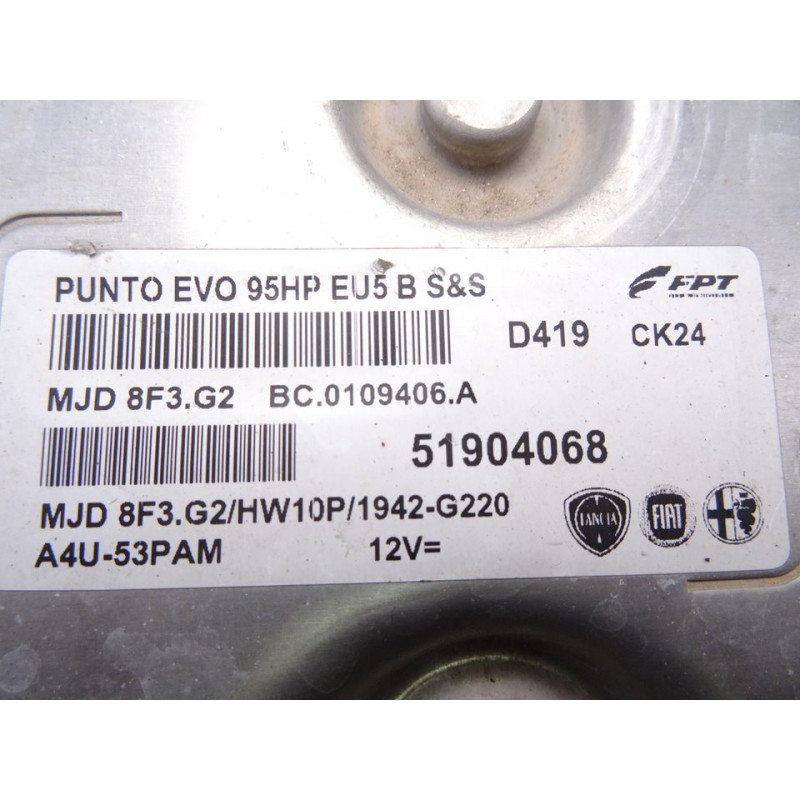 PUNTO EVO 95HP EU5 B S&S
FPT
D419 CK24
MJD 8F3.G2 BC.0109406.A
51904068
MJD 8F3.G2/HW10P/1942-G220
LANCIA FIAT
A4U-53PAM 12V=